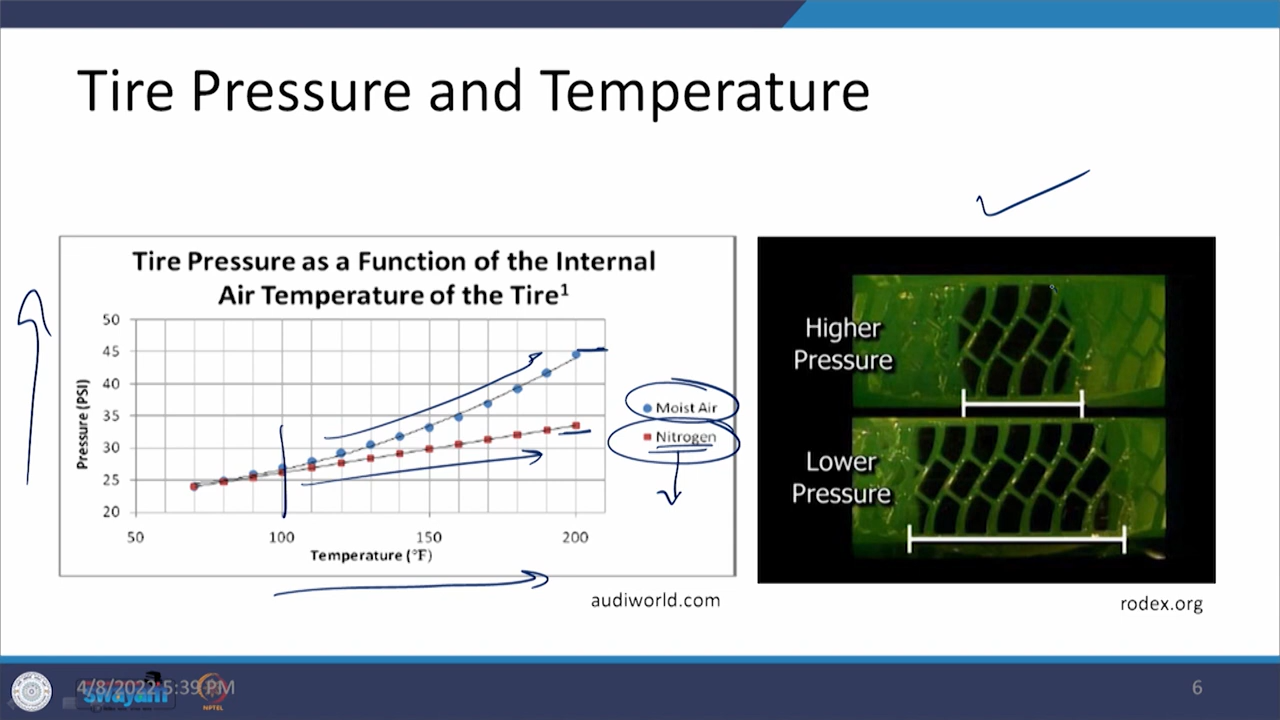 Tire Pressure and Temperature
Tire Pressure as a Function of the Internal
Air Temperature of the Tire¹
50
45
40
35
30
25
20
Pressure (PSI)
50 100 150 200
Temperature (°F)
Moist Air
Nitrogen
audiworld.com
Higher
Pressure
Lower
Pressure
rodex.org
4/8/2022 5:39 PM
swayam
NPTEL
6